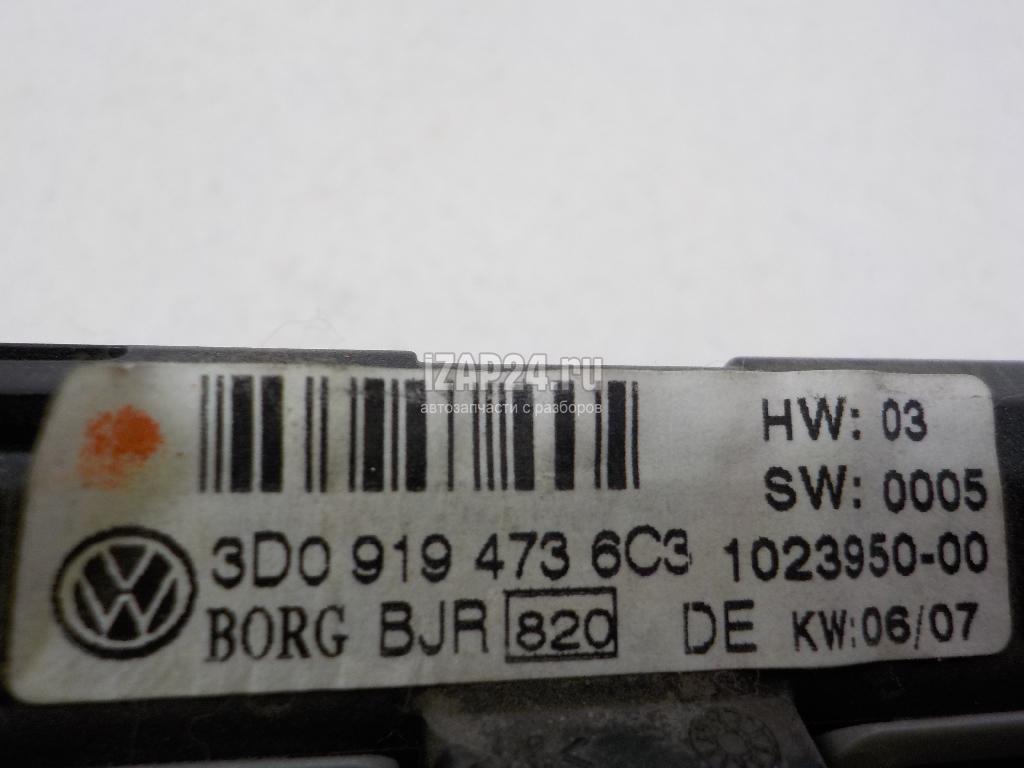 iZAP24.ru
автозапчасти с разборов
HW: 03
SW: 0005
3D0 919 473 6C3 1023950-00
BORG BJR 820 DE KW:06/07